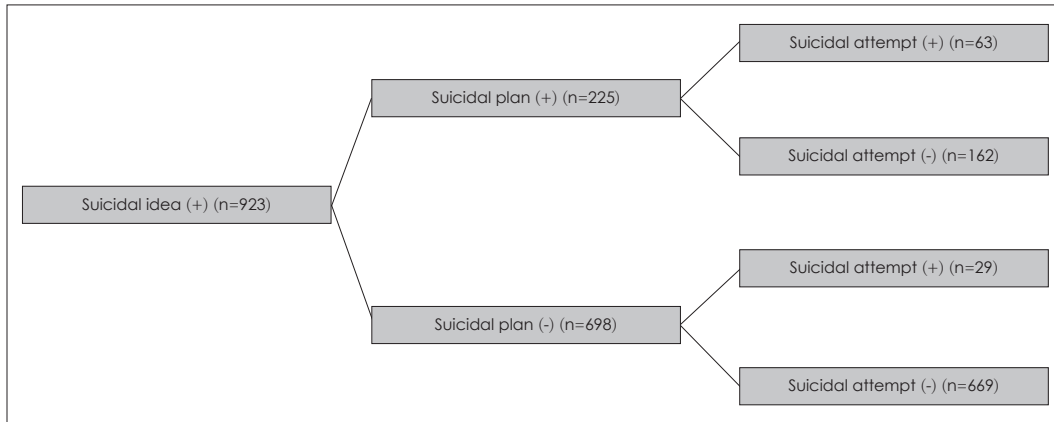 Suicidal attempt (+) (n=63)
Suicidal plan (+) (n=225)
Suicidal attempt (-) (n=162)
Suicidal idea (+) (n=923)
Suicidal attempt (+) (n=29)
Suicidal plan (-) (n=698)
Suicidal attempt (-) (n=669)